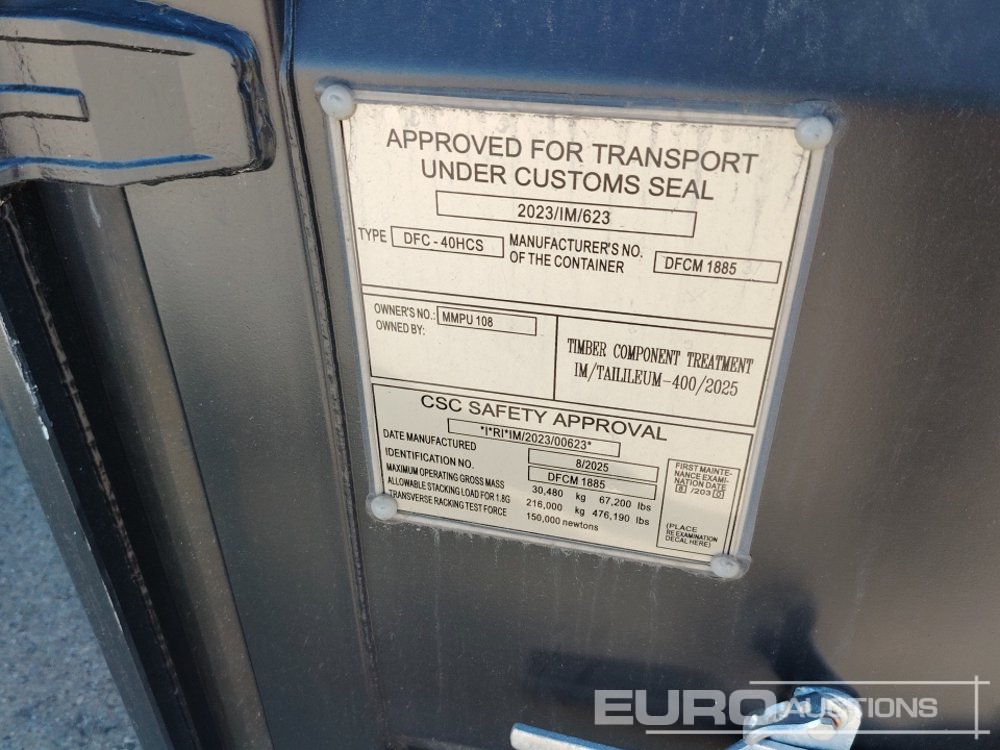 APPROVED FOR TRANSPORT
UNDER CUSTOMS SEAL
2023/IM/623
TYPE DFC - 40HCS MANUFACTURER'S NO. OF THE CONTAINER DFCM 1885
OWNER'S NO.: MMPU 108
OWNED BY:
TIMBER COMPONENT TREATMENT
IM/TAILILEUM-400/2025
CSC SAFETY APPROVAL
*I*RI*IM/2023/00623*
DATE MANUFACTURED 8/2025
IDENTIFICATION NO. DFCM 1885
MAXIMUM OPERATING GROSS MASS 30,480 kg 67,200 lbs
ALLOWABLE STACKING LOAD FOR 1.8G 216,000 kg 476,190 lbs
TRANSVERSE RACKING TEST FORCE 150,000 newtons
FIRST MAINTE-
NANCE EXAMI-
NATION DATE
8 /203 0
(PLACE
RE EXAMINATION
DECAL HERE)
EURO AUCTIONS